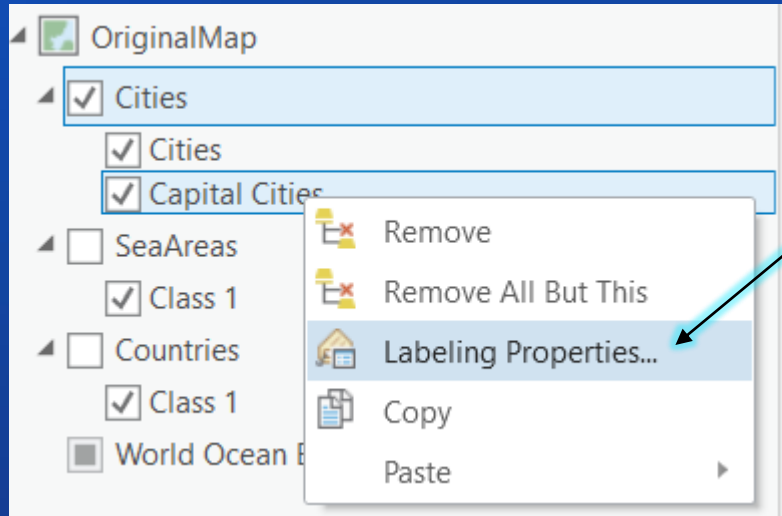 OriginalMap
Cities
Cities
Capital Cities
SeaAreas
Class 1
Countries
Class 1
World Ocean
Remove
Remove All But This
Labeling Properties...
Copy
Paste